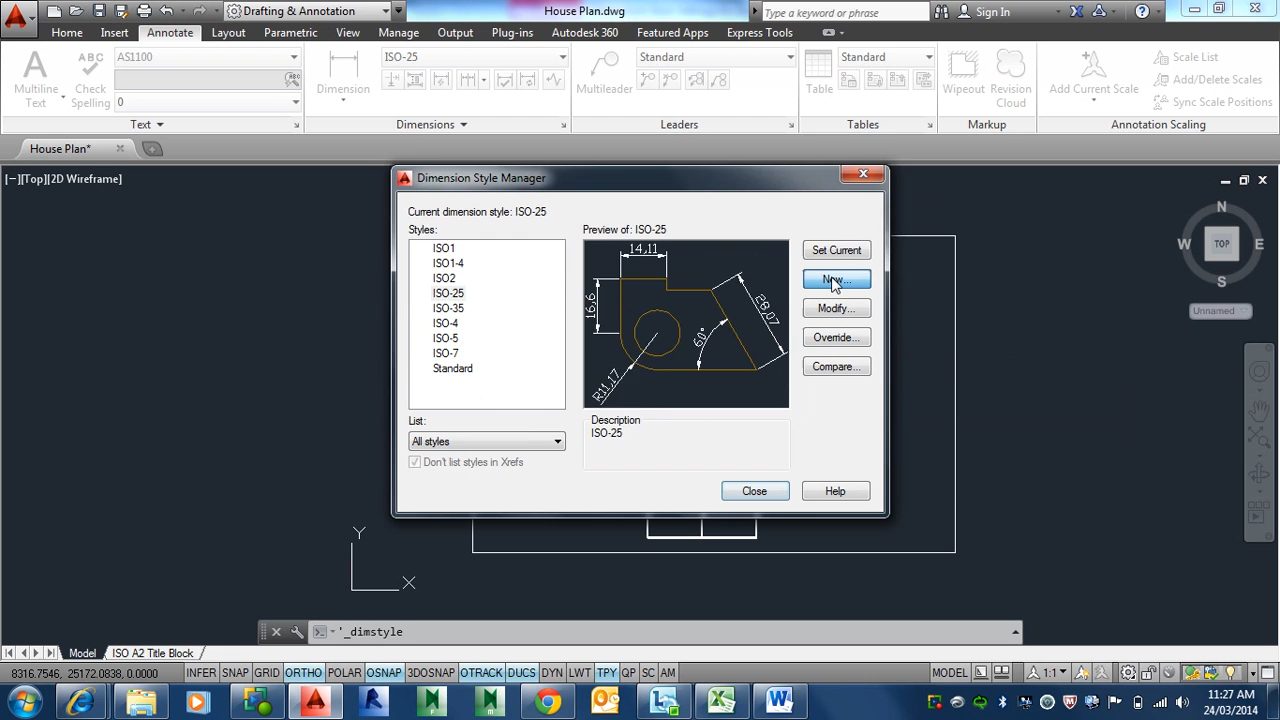 Drafting & Annotation
House Plan.dwg
Type a keyword or phrase
Sign In
Home Insert Annotate Layout Parametric View Manage Output Plug-ins Autodesk 360 Featured Apps Express Tools
AS1100
ISO-25
Standard
Standard
Scale List
ABC
Add/Delete Scales
Multiline Text
Check Spelling
Dimension
Multileader
Table
Wipeout
Revision Cloud
Add Current Scale
0
Sync Scale Positions
Text
Dimensions
Leaders
Tables
Markup
Annotation Scaling
House Plan*
[−][Top][2D Wireframe]
Dimension Style Manager
Current dimension style: ISO-25
Styles:
ISO1
ISO1-4
ISO2
ISO-25
ISO-35
ISO-4
ISO-5
ISO-7
Standard
List:
All styles
Don't list styles in Xrefs
Preview of: ISO-25
14,11
16,6
28,07
60°
R11,17
Description
ISO-25
Set Current
New...
Modify...
Override...
Compare...
Close
Help
N
W TOP E
S
Unnamed
Y
X
'_dimstyle
Model
ISO A2 Title Block
8316.7546, 25172.0838, 0.0000
INFER SNAP GRID ORTHO POLAR OSNAP 3DOSNAP OTRACK DUCS DYN LWT TPY QP SC AM
MODEL
1:1
11:27 AM
24/03/2014